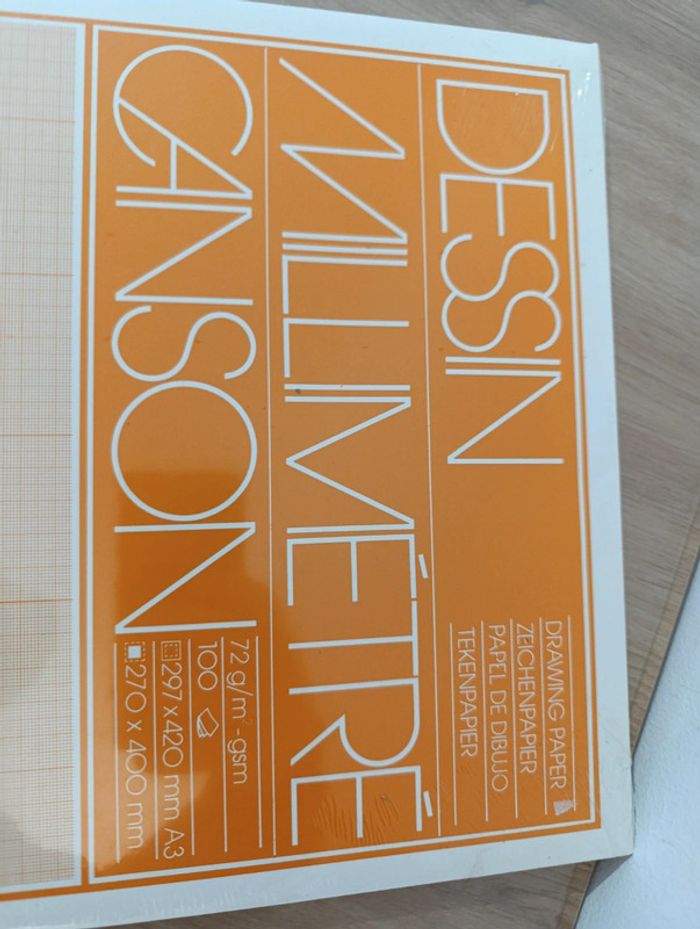 DESSIN
DRAWING PAPER
ZEICHENPAPIER
PAPEL DE DIBUJO
TEKENPAPIER
MILLIMÉTRÉ
CANSON
72 g/m² - gsm
100
297 x 420 mm A3
270 x 400 mm